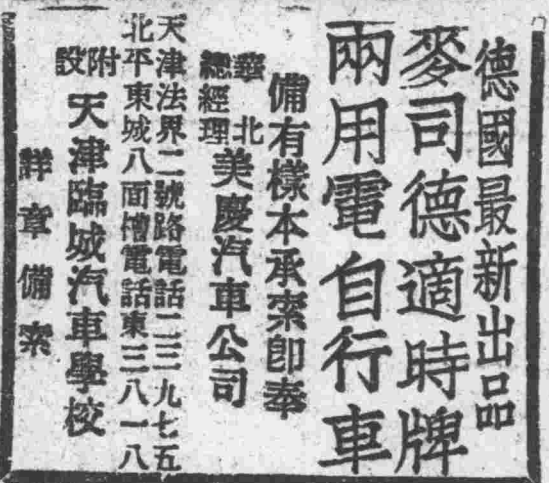 德國最新出品
麥司德適時牌
兩用電自行車
備有樣本承索即奉
華北
總經理
美慶汽車公司
天津法界二號路電話二三九七五
北平東城八面槽電話東三八一八
附設
天津臨城汽車學校
詳章備索